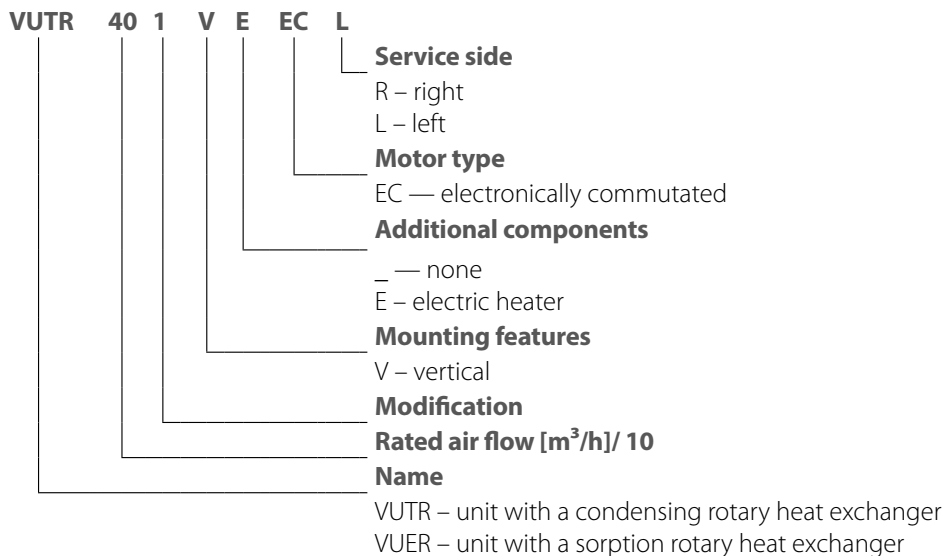 VUTR 40 1 V E EC L
Service side
R – right
L – left
Motor type
EC — electronically commutated
Additional components
_ — none
E – electric heater
Mounting features
V – vertical
Modification
Rated air flow [m³/h]/ 10
Name
VUTR – unit with a condensing rotary heat exchanger
VUER – unit with a sorption rotary heat exchanger